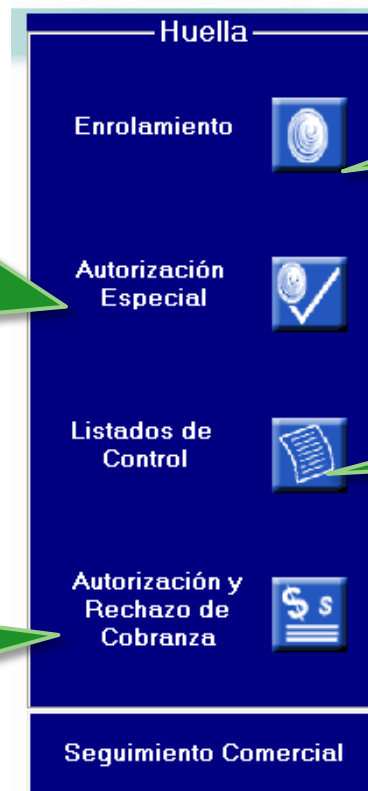 Huella
Enrolamiento
Autorización
Especial
Listados de
Control
Autorización y
Rechazo de
Cobranza
$ s
Seguimiento Comercial